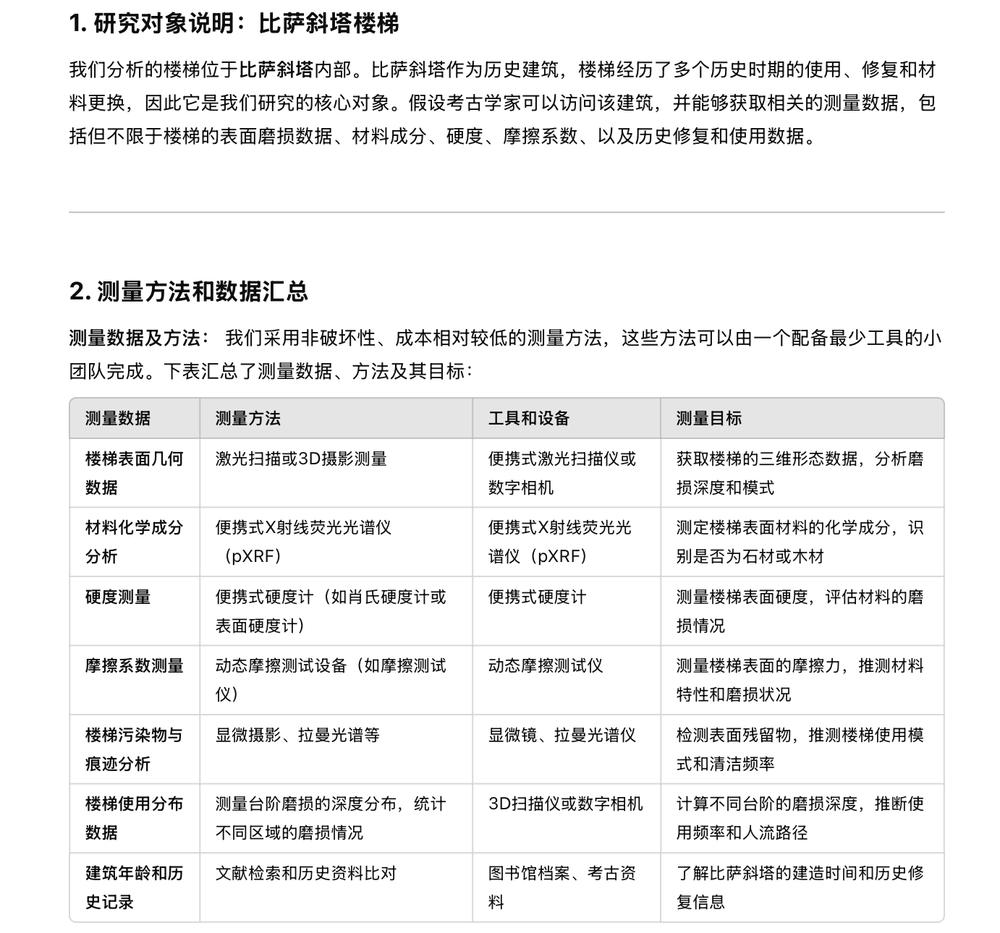 1. 研究对象说明：比萨斜塔楼梯
我们分析的楼梯位于比萨斜塔内部。比萨斜塔作为历史建筑，楼梯经历了多个历史时期的使用、修复和材
料更换，因此它是我们研究的核心对象。假设考古学家可以访问该建筑，并能够获取相关的测量数据，包
括但不限于楼梯的表面磨损数据、材料成分、硬度、摩擦系数、以及历史修复和使用数据。
2. 测量方法和数据汇总
测量数据及方法： 我们采用非破坏性、成本相对较低的测量方法，这些方法可以由一个配备最少工具的小
团队完成。下表汇总了测量数据、方法及其目标：
测量数据 测量方法 工具和设备 测量目标
楼梯表面几何 激光扫描或3D摄影测量 便携式激光扫描仪或 获取楼梯的三维形态数据，分析磨
数据 数字相机 损深度和模式
材料化学成分 便携式X射线荧光光谱仪 便携式X射线荧光光 测定楼梯表面材料的化学成分，识
分析 （pXRF） 谱仪（pXRF） 别是否为石材或木材
硬度测量 便携式硬度计（如肖氏硬度计或 便携式硬度计 测量楼梯表面硬度，评估材料的磨
表面硬度计） 损情况
摩擦系数测量 动态摩擦测试设备（如摩擦测试 动态摩擦测试仪 测量楼梯表面的摩擦力，推测材料
仪） 特性和磨损状况
楼梯污染物与 显微摄影、拉曼光谱等 显微镜、拉曼光谱仪 检测表面残留物，推测楼梯使用模
痕迹分析 式和清洁频率
楼梯使用分布 测量台阶磨损的深度分布，统计 3D扫描仪或数字相机 计算不同台阶的磨损深度，推断使
数据 不同区域的磨损情况 用频率和人流路径
建筑年龄和历 文献检索和历史资料比对 图书馆档案、考古资 了解比萨斜塔的建造时间和历史修
史记录 料 复信息